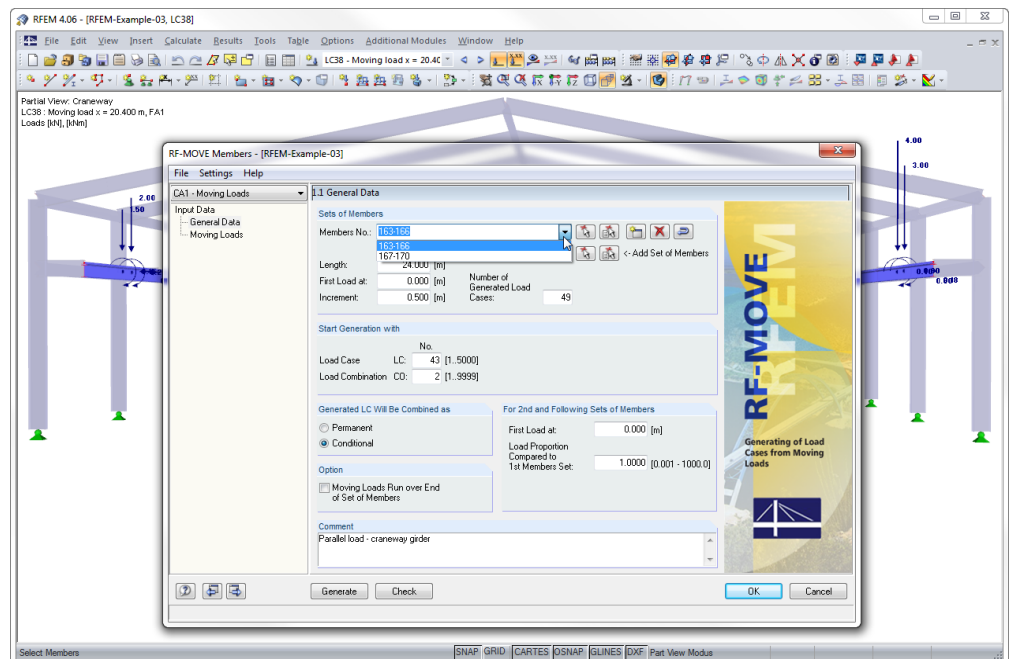 RFEM 4.06 - [RFEM-Example-03, LC38]
File Edit View Insert Calculate Results Tools Table Options Additional Modules Window Help
LC38 - Moving load x = 20.40
Partial View: Craneway
LC38 : Moving load x = 20.400 m, FA1
Loads [kN], [kNm]
4.00
3.00
2.00
1.50
RF-MOVE Members - [RFEM-Example-03]
File Settings Help
CA1 - Moving Loads
1.1 General Data
Input Data
General Data
Moving Loads
Sets of Members
Members No.: 163-166
163-166
167-170
<- Add Set of Members
Length: 24.000 [m]
First Load at: 0.000 [m]
Increment: 0.500 [m]
Number of
Generated Load
Cases: 49
Start Generation with
No.
Load Case LC: 43 [1..5000]
Load Combination CO: 2 [1..9999]
Generated LC Will Be Combined as
Permanent
Conditional
For 2nd and Following Sets of Members
First Load at: 0.000 [m]
Load Proportion
Compared to
1st Members Set: 1.0000 [0.001 - 1000.0]
Option
Moving Loads Run over End
of Set of Members
Comment
Parallel load - craneway girder
RFEM
RF-MOVE
Generating of Load
Cases from Moving
Loads
Generate Check OK Cancel
Select Members
SNAP GRID CARTES OSNAP GLINES DXF Part View Modus